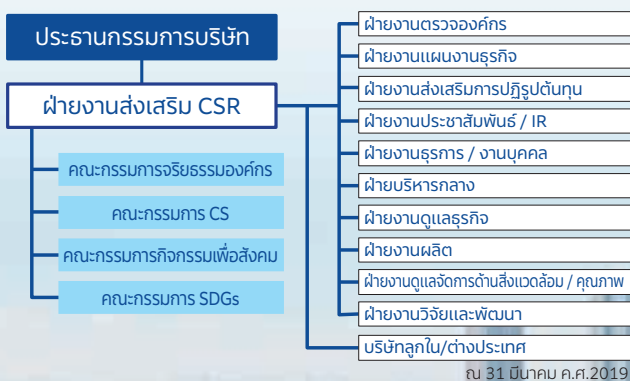 ประธานกรรมการบริษัท
ฝ่ายงานส่งเสริม CSR
คณะกรรมการจริยธรรมองค์กร
คณะกรรมการ CS
คณะกรรมการกิจกรรมเพื่อสังคม
คณะกรรมการ SDGs
ฝ่ายงานตรวจองค์กร
ฝ่ายงานแผนงานธุรกิจ
ฝ่ายงานส่งเสริมการปฏิรูปต้นทุน
ฝ่ายงานประชาสัมพันธ์ / IR
ฝ่ายงานธุรการ / งานบุคคล
ฝ่ายบริหารกลาง
ฝ่ายงานดูแลธุรกิจ
ฝ่ายงานผลิต
ฝ่ายงานดูแลจัดการด้านสิ่งแวดล้อม / คุณภาพ
ฝ่ายงานวิจัยและพัฒนา
บริษัทลูกใน/ต่างประเทศ
ณ 31 มีนาคม ค.ศ.2019